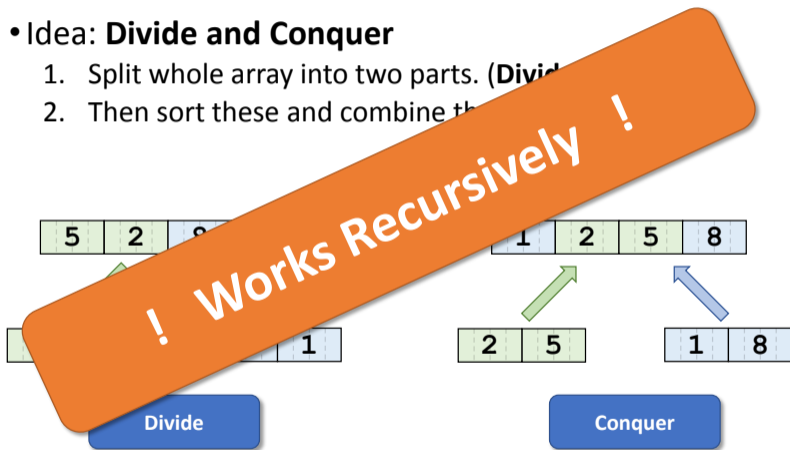 • Idea: Divide and Conquer
1. Split whole array into two parts. (Divid
2. Then sort these and combine th
! Works Recursively !
5 2
1 2 5 8
1
2 5
1 8
Divide
Conquer